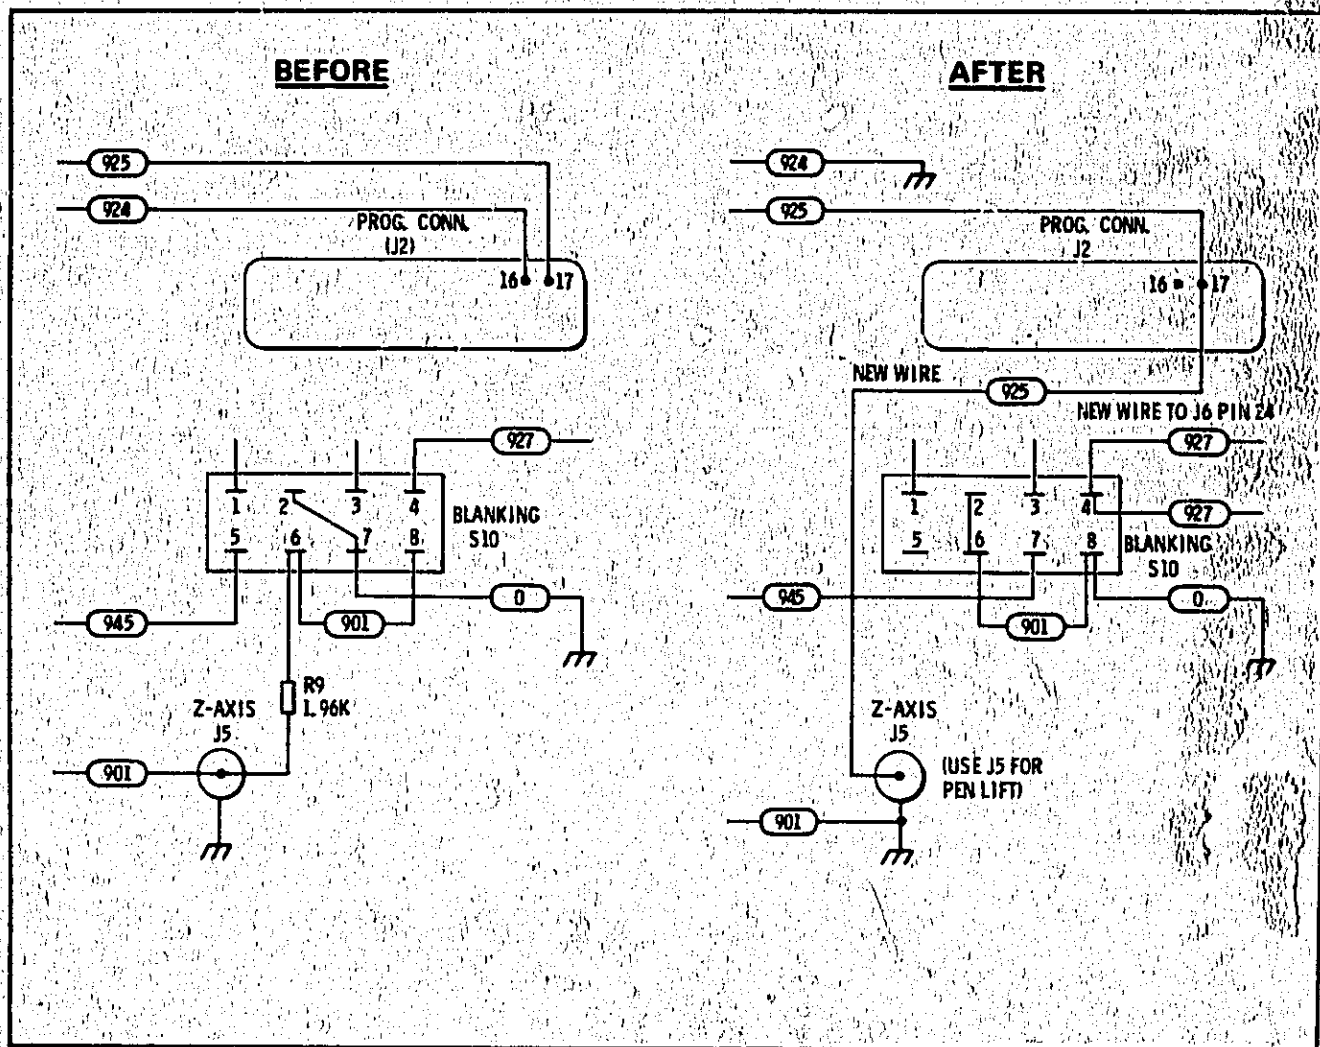 BEFORE
925
924
PROG. CONN.
(J2)
16 17
927
1 2 3 4
5 6 7 8
BLANKING
S10
0
945
901
R9
1.96K
Z-AXIS
J5
901
AFTER
924
925
PROG. CONN.
J2
16 17
NEW WIRE
925
NEW WIRE TO J6 PIN 24
927
1 2 3 4
5 6 7 8
927
BLANKING
S10
945
0
901
Z-AXIS
J5
(USE J5 FOR
PEN LIFT)
901